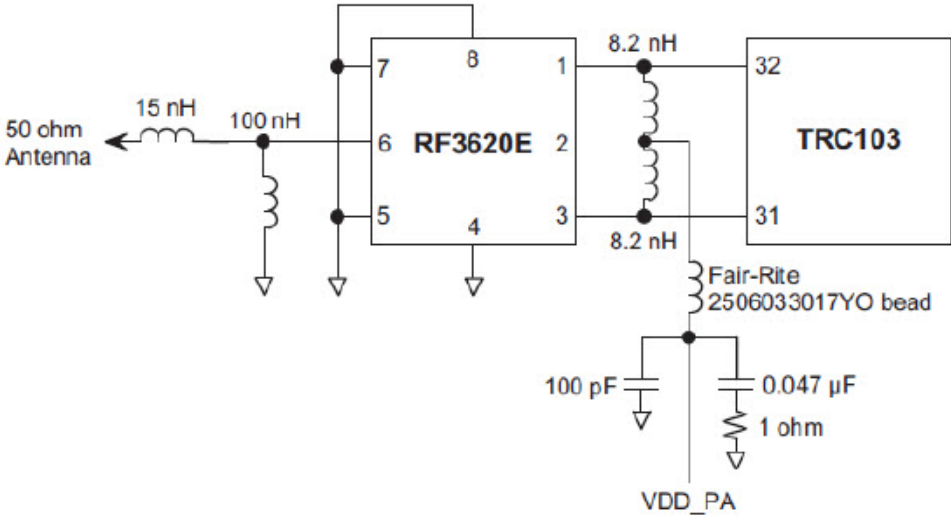 8.2 nH
7
8
1
32
15 nH
50 ohm
Antenna
100 nH
6
RF3620E
2
TRC103
5
4
3
31
8.2 nH
Fair-Rite
2506033017YO bead
100 pF
0.047 µF
1 ohm
VDD_PA